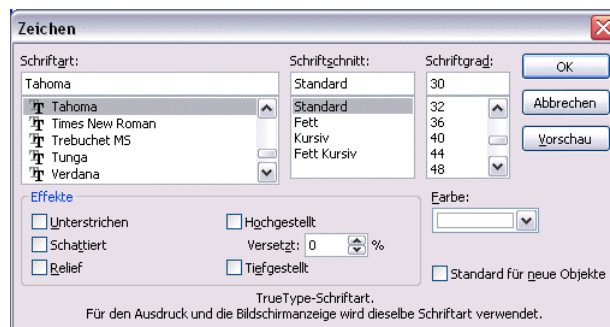 Zeichen
Schriftart: Schriftschnitt: Schriftgrad:
Tahoma Standard 30 OK
Tahoma Standard 32 Abbrechen
Times New Roman Fett 36
Trebuchet MS Kursiv 40 Vorschau
Tunga Fett Kursiv 44
Verdana 48
Effekte Farbe:
Unterstrichen Hochgestellt
Schattiert Versetzt: 0 %
Relief Tiefgestellt Standard für neue Objekte
TrueType-Schriftart.
Für den Ausdruck und die Bildschirmanzeige wird dieselbe Schriftart verwendet.